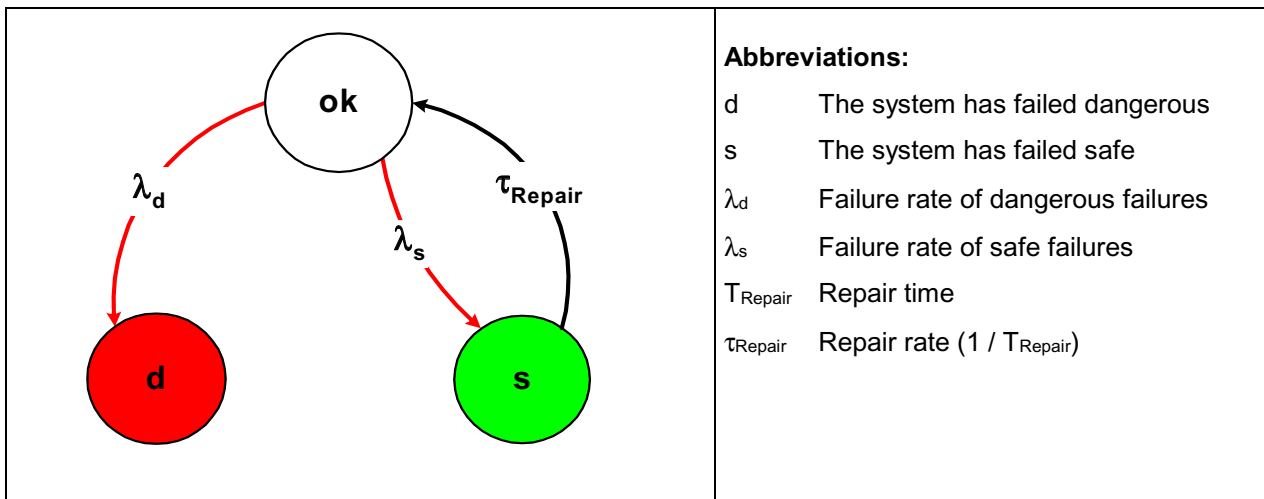 ok
λd
λs
τRepair
d
s
Abbreviations:
d The system has failed dangerous
s The system has failed safe
λd Failure rate of dangerous failures
λs Failure rate of safe failures
TRepair Repair time
τRepair Repair rate (1 / TRepair)